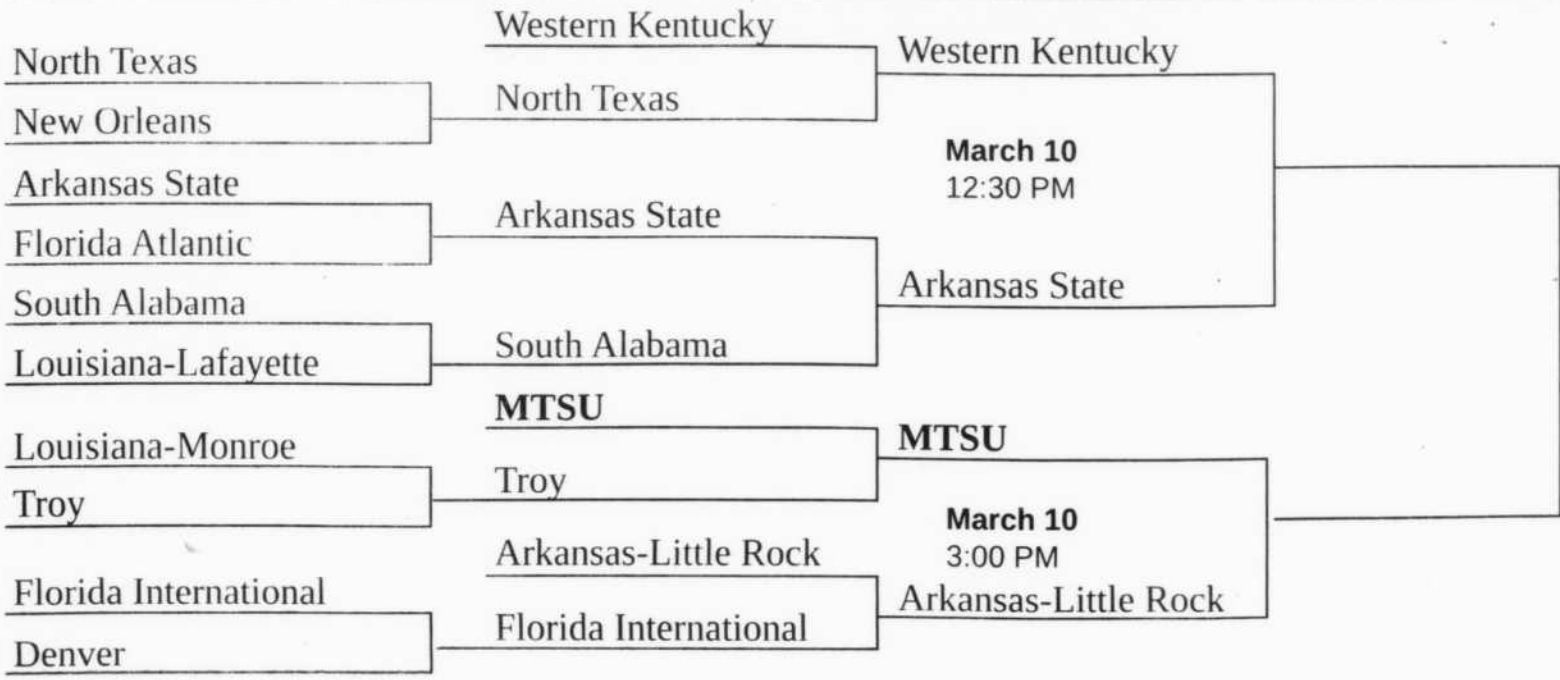 North Texas
New Orleans
Arkansas State
Florida Atlantic
South Alabama
Louisiana-Lafayette
Louisiana-Monroe
Troy
Florida International
Denver
Western Kentucky
North Texas
Arkansas State
South Alabama
MTSU
Troy
Arkansas-Little Rock
Florida International
Western Kentucky
March 10
12:30 PM
Arkansas State
MTSU
March 10
3:00 PM
Arkansas-Little Rock